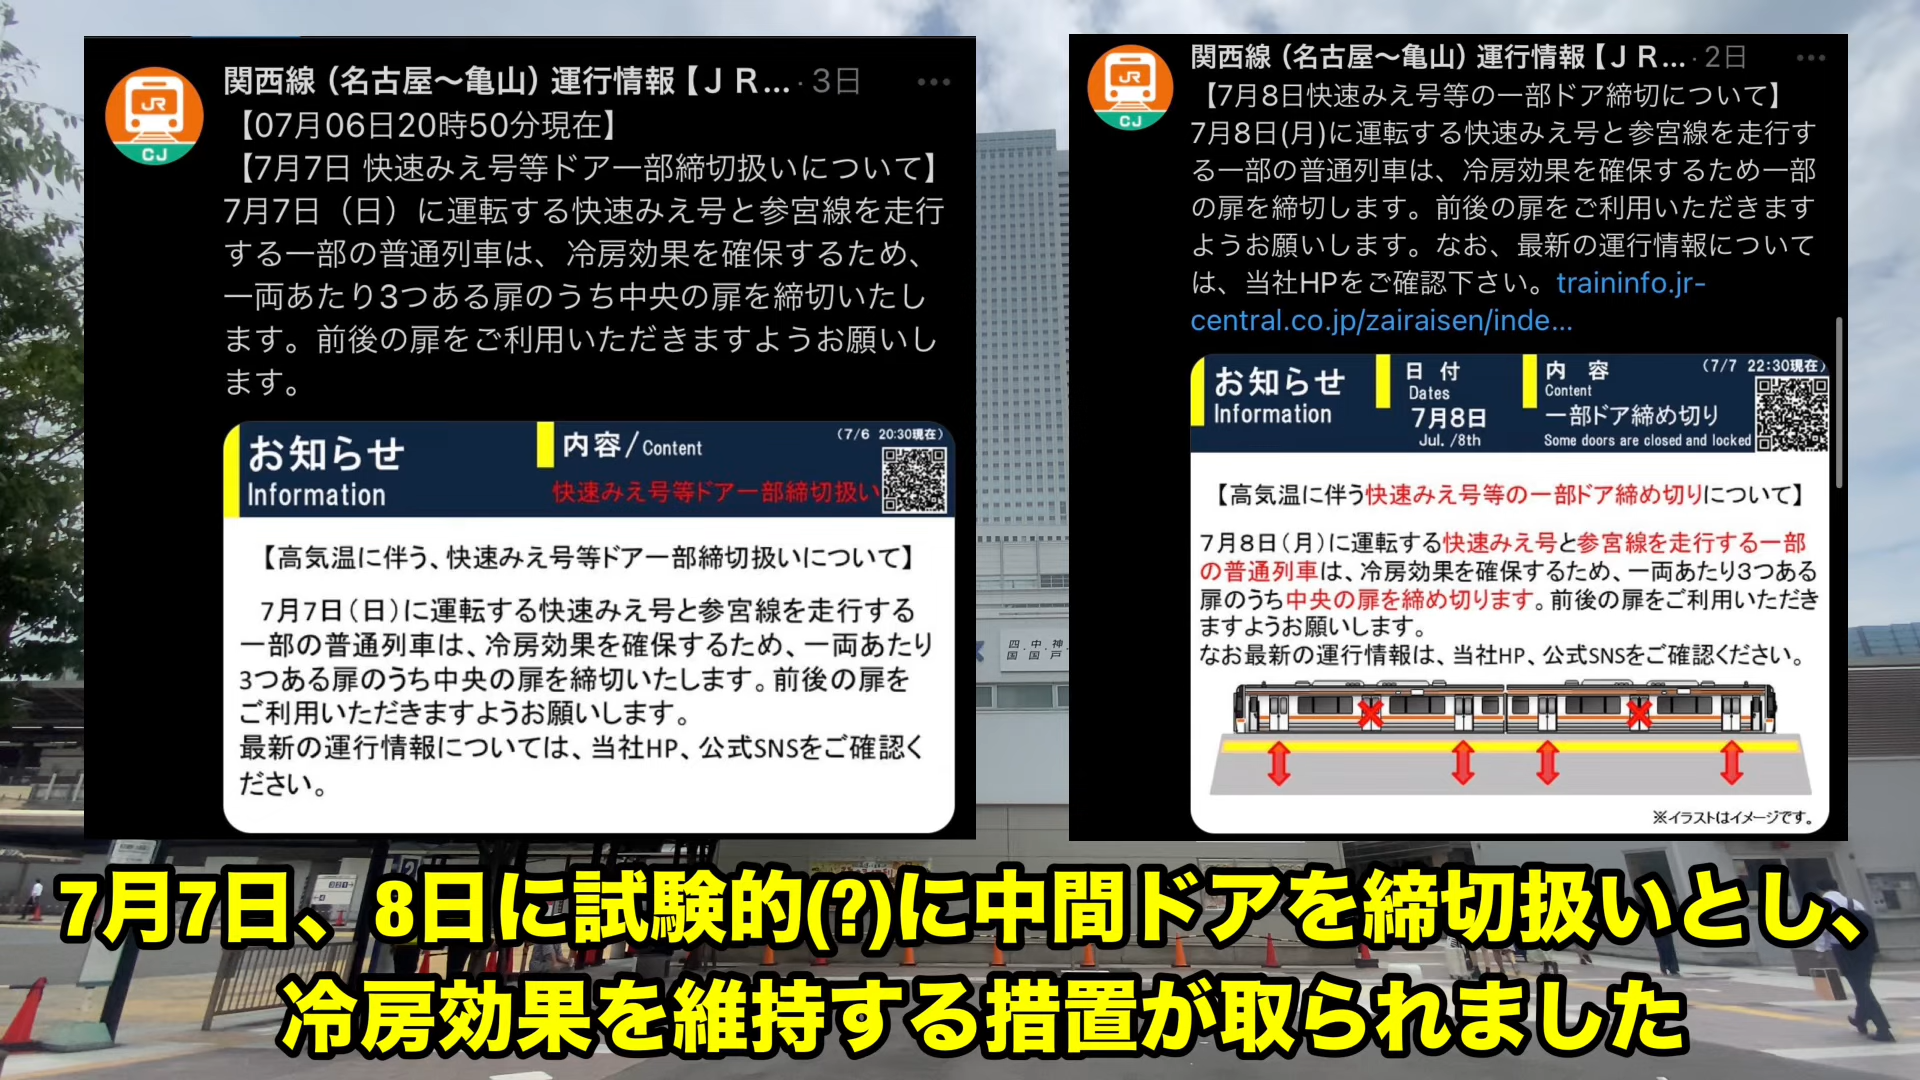 関西線（名古屋～亀山）運行情報【ＪＲ…· 3日
【07月06日20時50分現在】
【7月7日 快速みえ号等ドア一部締切扱いについて】
7月7日（日）に運転する快速みえ号と参宮線を走行
する一部の普通列車は、冷房効果を確保するため、
一両あたり3つある扉のうち中央の扉を締切いたし
ます。前後の扉をご利用いただきますようお願いし
ます。
JR
CJ
お知らせ
Information
内容/Content
(7/6 20:30現在)
快速みえ号等ドア一部締切扱い
【高気温に伴う、快速みえ号等ドア一部締切扱いについて】
7月7日（日）に運転する快速みえ号と参宮線を走行する
一部の普通列車は、冷房効果を確保するため、一両あたり
3つある扉のうち中央の扉を締切いたします。前後の扉を
ご利用いただきますようお願いします。
最新の運行情報については、当社HP、公式SNSをご確認く
ださい。
関西線（名古屋～亀山）運行情報【ＪＲ…· 2日
【7月8日快速みえ号等の一部ドア締切について】
7月8日(月)に運転する快速みえ号と参宮線を走行す
る一部の普通列車は、冷房効果を確保するため一部
の扉を締切します。前後の扉をご利用いただきます
ようお願いします。なお、最新の運行情報について
は、当社HPをご確認下さい。traininfo.jr-
central.co.jp/zairaisen/inde…
JR
CJ
お知らせ
Information
日 付
Dates
7月8日
Jul. /8th
内 容
Content
一部ドア締め切り
Some doors are closed and locked
(7/7 22:30現在)
【高気温に伴う快速みえ号等の一部ドア締め切りについて】
7月8日（月）に運転する快速みえ号と参宮線を走行する一部
の普通列車は、冷房効果を確保するため、一両あたり3つある
扉のうち中央の扉を締め切ります。前後の扉をご利用いただき
ますようお願いします。
なお最新の運行情報は、当社HP、公式SNSをご確認ください。
※イラストはイメージです。
四国 中国 神戸
7月7日、8日に試験的(?)に中間ドアを締切扱いとし、
冷房効果を維持する措置が取られました